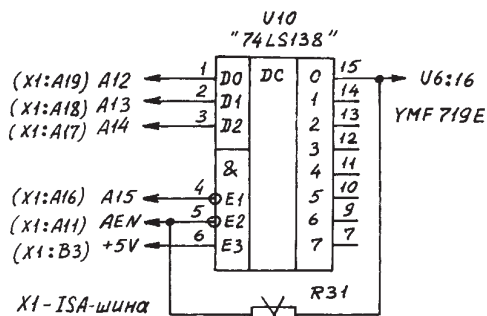 U10
"74LS138"
(X1:A19) A12 1 D0 DC 0 15 U6:16
(X1:A18) A13 2 D1 1 14
(X1:A17) A14 3 D2 2 13 YMF719E
3 12
& 4 11
(X1:A16) A15 4 E1 5 10
(X1:A11) AEN 5 E2 6 9
(X1:B3) +5V 6 E3 7 7
X1-ISA-шина R31